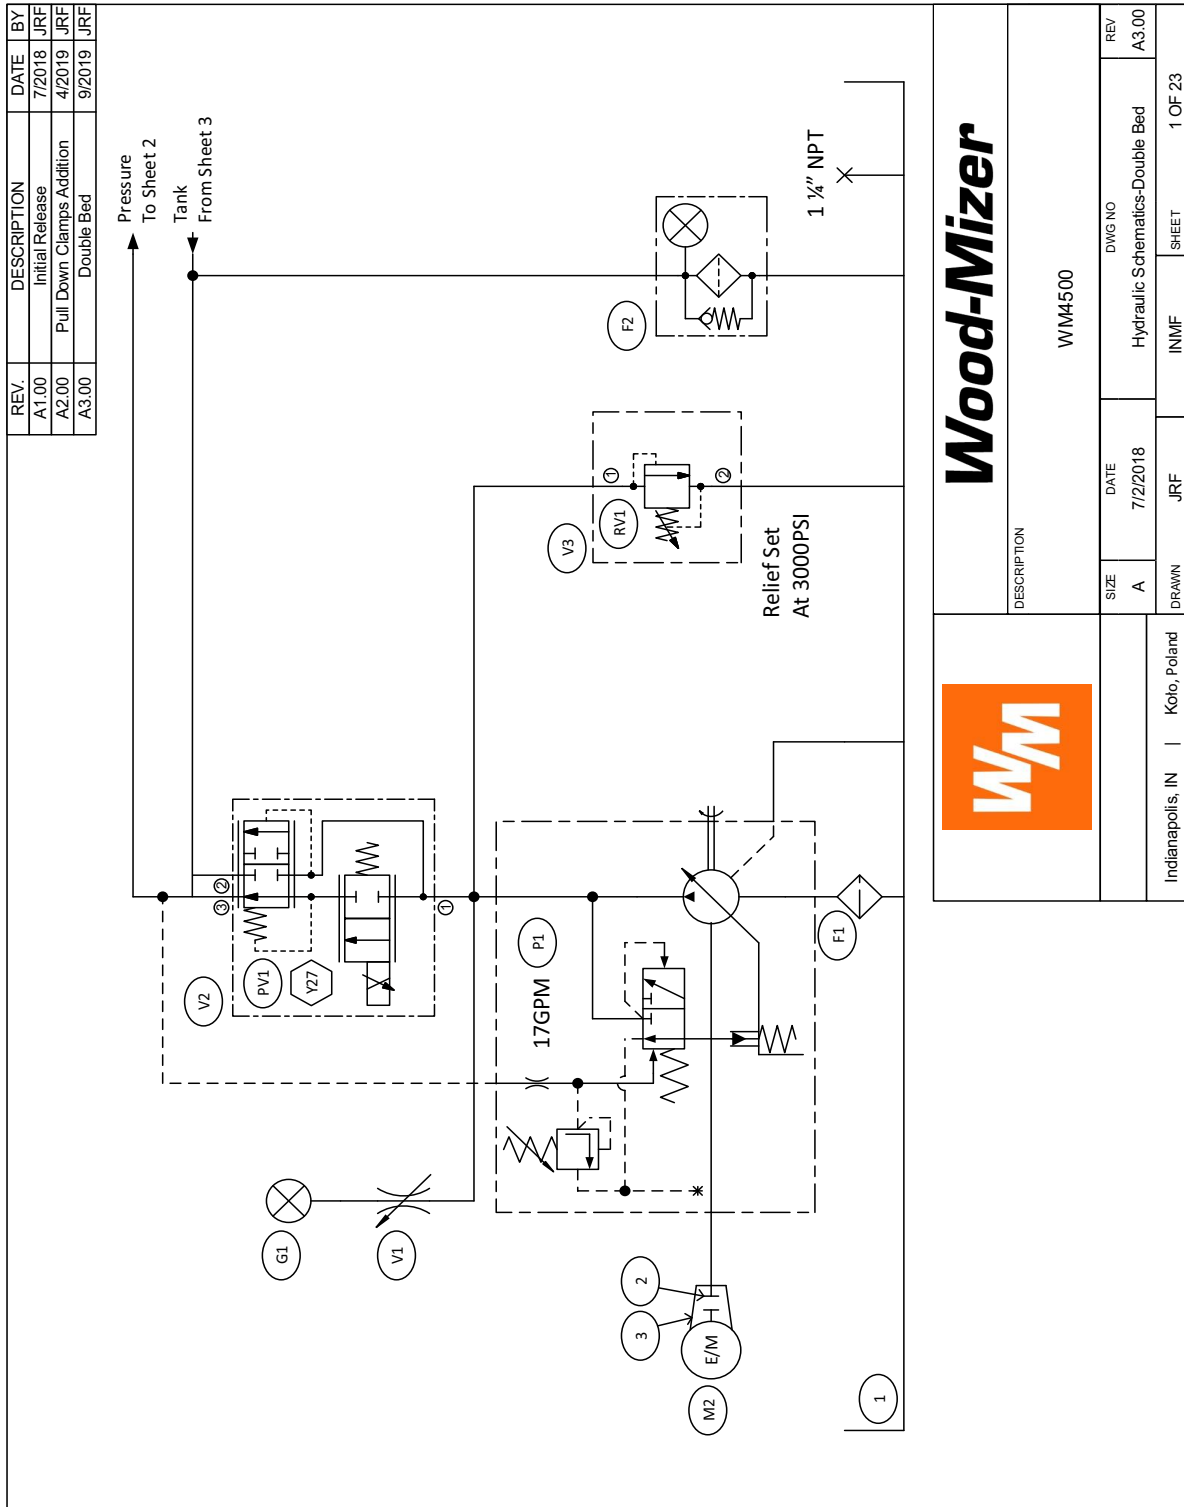 REV. DESCRIPTION DATE BY
A1.00 Initial Release 7/2018 JRF
A2.00 Pull Down Clamps Addition 4/2019 JRF
A3.00 Double Bed 9/2019 JRF
Pressure
To Sheet 2
Tank
From Sheet 3
V2
PV1
Y27
3
2
1
G1
V1
17GPM
P1
V3
RV1
1
2
Relief Set
At 3000PSI
F2
1 ¼” NPT
2
3
E/M
M2
F1
1
WM
Indianapolis, IN | Koło, Poland
Wood-Mizer
DESCRIPTION
WM4500
SIZE
A
DATE
7/2/2018
DWG NO
Hydraulic Schematics-Double Bed
REV
A3.00
DRAWN JRF INMF SHEET 1 OF 23